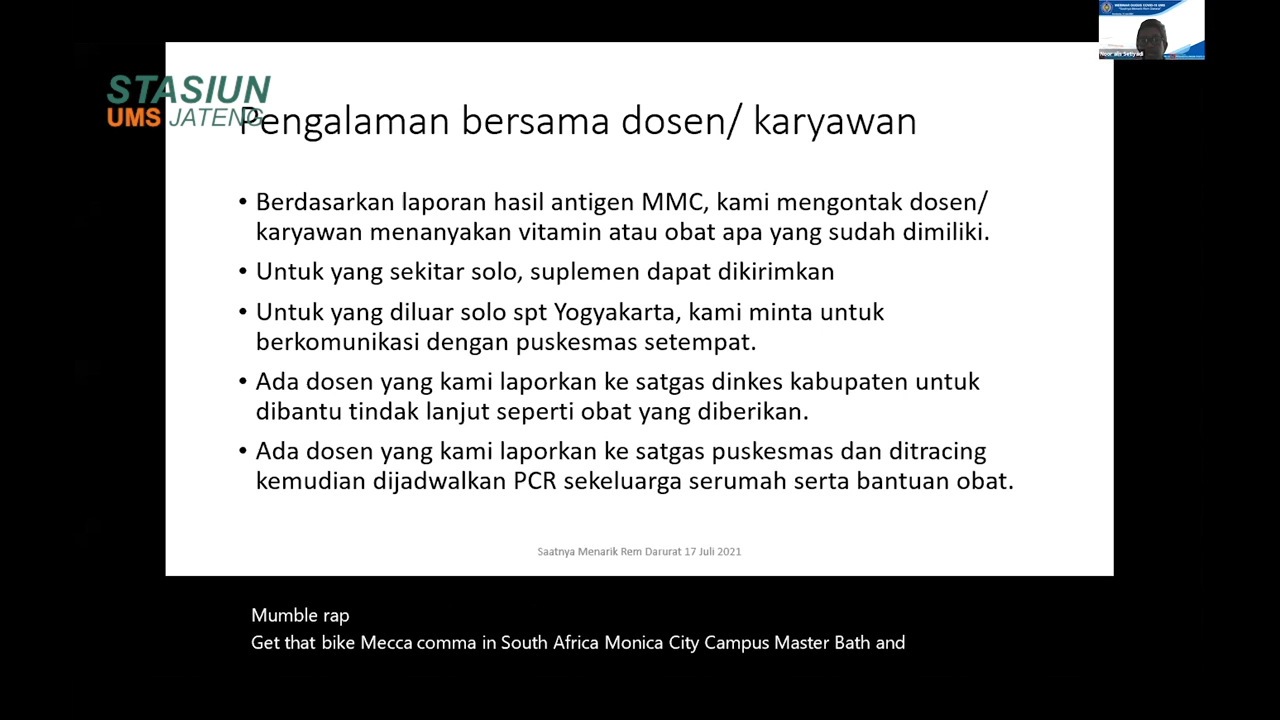 WEBINAR SATGAS COVID-19 UMS
STASIUN
UMS JATENG
Pengalaman bersama dosen/ karyawan
• Berdasarkan laporan hasil antigen MMC, kami mengontak dosen/
karyawan menanyakan vitamin atau obat apa yang sudah dimiliki.
• Untuk yang sekitar solo, suplemen dapat dikirimkan
• Untuk yang diluar solo spt Yogyakarta, kami minta untuk
berkomunikasi dengan puskesmas setempat.
• Ada dosen yang kami laporkan ke satgas dinkes kabupaten untuk
dibantu tindak lanjut seperti obat yang diberikan.
• Ada dosen yang kami laporkan ke satgas puskesmas dan ditracing
kemudian dijadwalkan PCR sekeluarga serumah serta bantuan obat.
Saatnya Menarik Rem Darurat 17 Juli 2021
Mumble rap
Get that bike Mecca comma in South Africa Monica City Campus Master Bath and